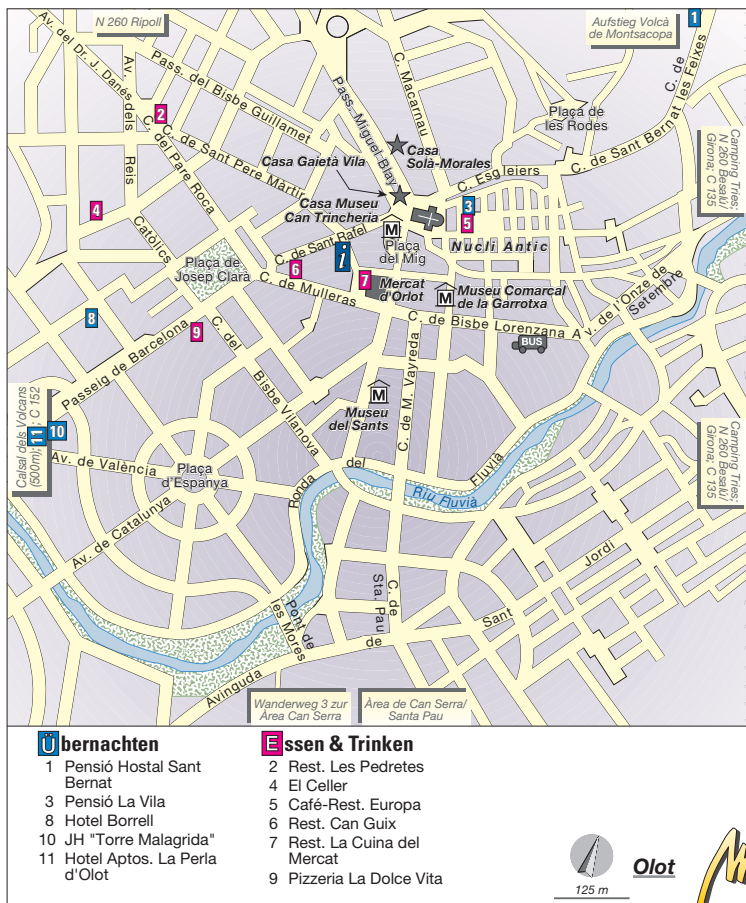 N 260 Ripoll
Aufstieg Volcà
de Montsacopa
1
Av. del Dr. J. Danés dels
Av.
Reis
Catòlics
Pass. del Bisbe Guillamet
Pass. Miguel Blay
C. Macarnau
C. de Sant Bernat les Feixes
Plaça de
les Rodes
2
C. de Sant Pere Martir
C. del Pare Roca
Casa Gaietà Vila
Casa
Solà-Morales
C. Esgleiers
Camping Tries;
N 260 Besalú/
Girona; C 135
Casa Museu
Can Trincheria
3
4
5
M
C. de Sant Rafel
i
Plaça
del Mig
Nucli Antic
Plaça de
Josep Clarà
6
7
Mercat
d'Orlot
M
Museu Comarcal
de la Garrotxa
C. de Mulleras
C. de Bisbe Lorenzana
Av. de l'Onze de
Setembre
8
9
BUS
Passeig de Barcelona
C. del
Bisbe Vilanova
C. de M. Vayreda
M
Museu
del Sants
Calsal dels Volcans
(500m); C 152
11
10
Av. de València
Plaça
d'Espanya
Ronda
del
Fluvià
Riu Fluvià
Camping Tries;
N 260 Besalú/
Girona; C 135
Av. de Catalunya
Pont de
les Mores
C. de
Sta. Pau
Avinguda
de
Sant
Jordi
Wanderweg 3 zur
Àrea Can Serra
Àrea de Can Serra/
Santa Pau
Übernachten
1 Pensió Hostal Sant
Bernat
3 Pensió La Vila
8 Hotel Borrell
10 JH "Torre Malagrida"
11 Hotel Aptos. La Perla
d'Olot
Essen & Trinken
2 Rest. Les Pedretes
4 El Celler
5 Café-Rest. Europa
6 Rest. Can Guix
7 Rest. La Cuina del
Mercat
9 Pizzeria La Dolce Vita
125 m
Olot